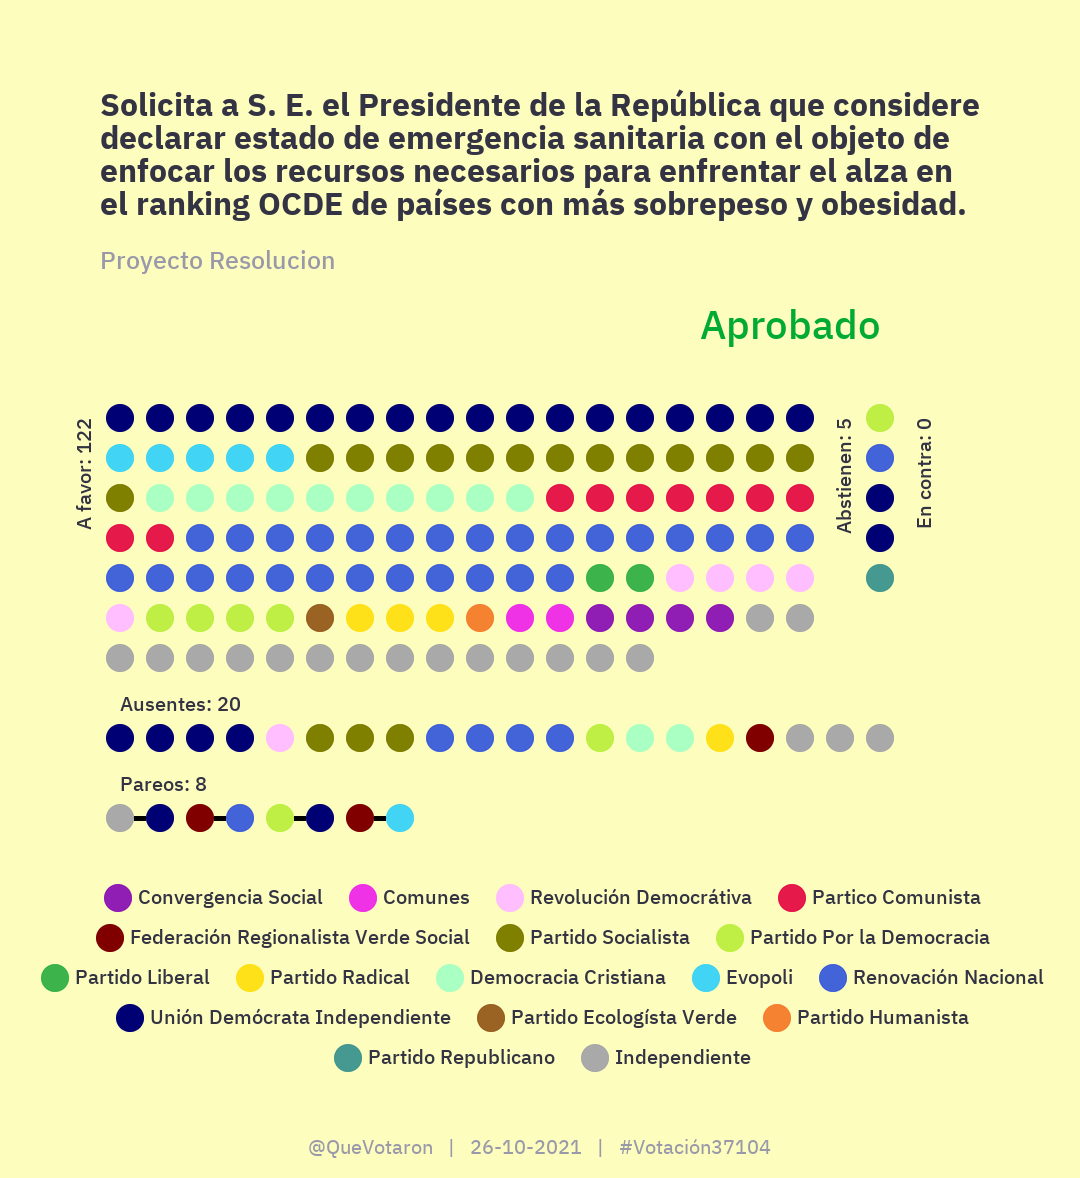 Solicita a S. E. el Presidente de la República que considere
declarar estado de emergencia sanitaria con el objeto de
enfocar los recursos necesarios para enfrentar el alza en
el ranking OCDE de países con más sobrepeso y obesidad.
Proyecto Resolucion
Aprobado
A favor: 122
Abstienen: 5
En contra: 0
Ausentes: 20
Pareos: 8
Convergencia Social
Comunes
Revolución Democrátiva
Partico Comunista
Federación Regionalista Verde Social
Partido Socialista
Partido Por la Democracia
Partido Liberal
Partido Radical
Democracia Cristiana
Evopoli
Renovación Nacional
Unión Demócrata Independiente
Partido Ecologísta Verde
Partido Humanista
Partido Republicano
Independiente
@QueVotaron | 26-10-2021 | #Votación37104